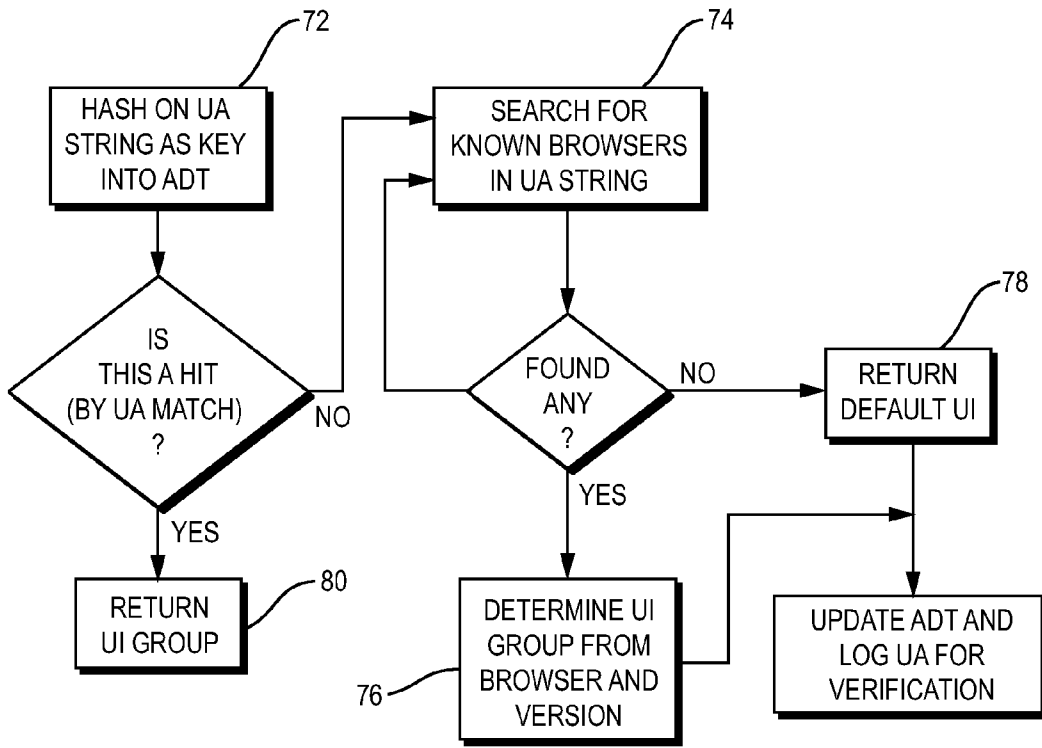 72
HASH ON UA
STRING AS KEY
INTO ADT
IS
THIS A HIT
(BY UA MATCH)
?
NO
YES
RETURN
UI GROUP
80
74
SEARCH FOR
KNOWN BROWSERS
IN UA STRING
FOUND
ANY
?
NO
YES
78
RETURN
DEFAULT UI
DETERMINE UI
GROUP FROM
BROWSER AND
VERSION
76
UPDATE ADT AND
LOG UA FOR
VERIFICATION